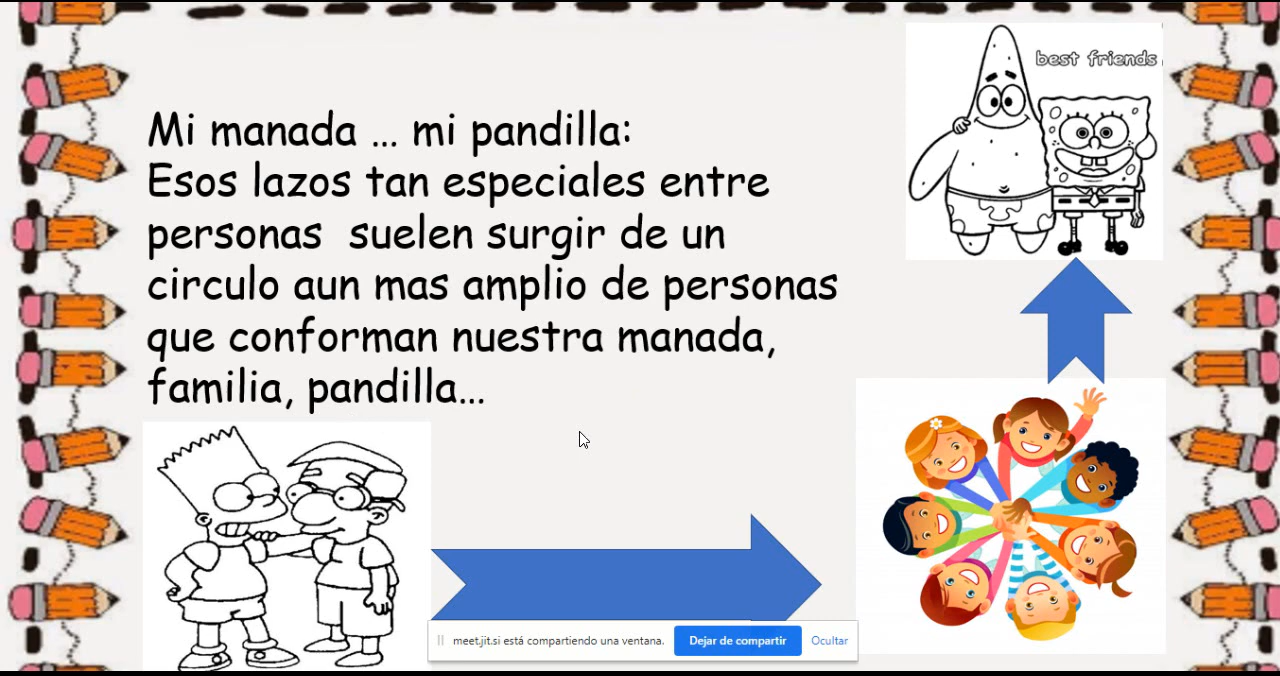 best friends
Mi manada ... mi pandilla:
Esos lazos tan especiales entre
personas suelen surgir de un
circulo aun mas amplio de personas
que conforman nuestra manada,
familia, pandilla...
meet.jit.si está compartiendo una ventana. Dejar de compartir Ocultar